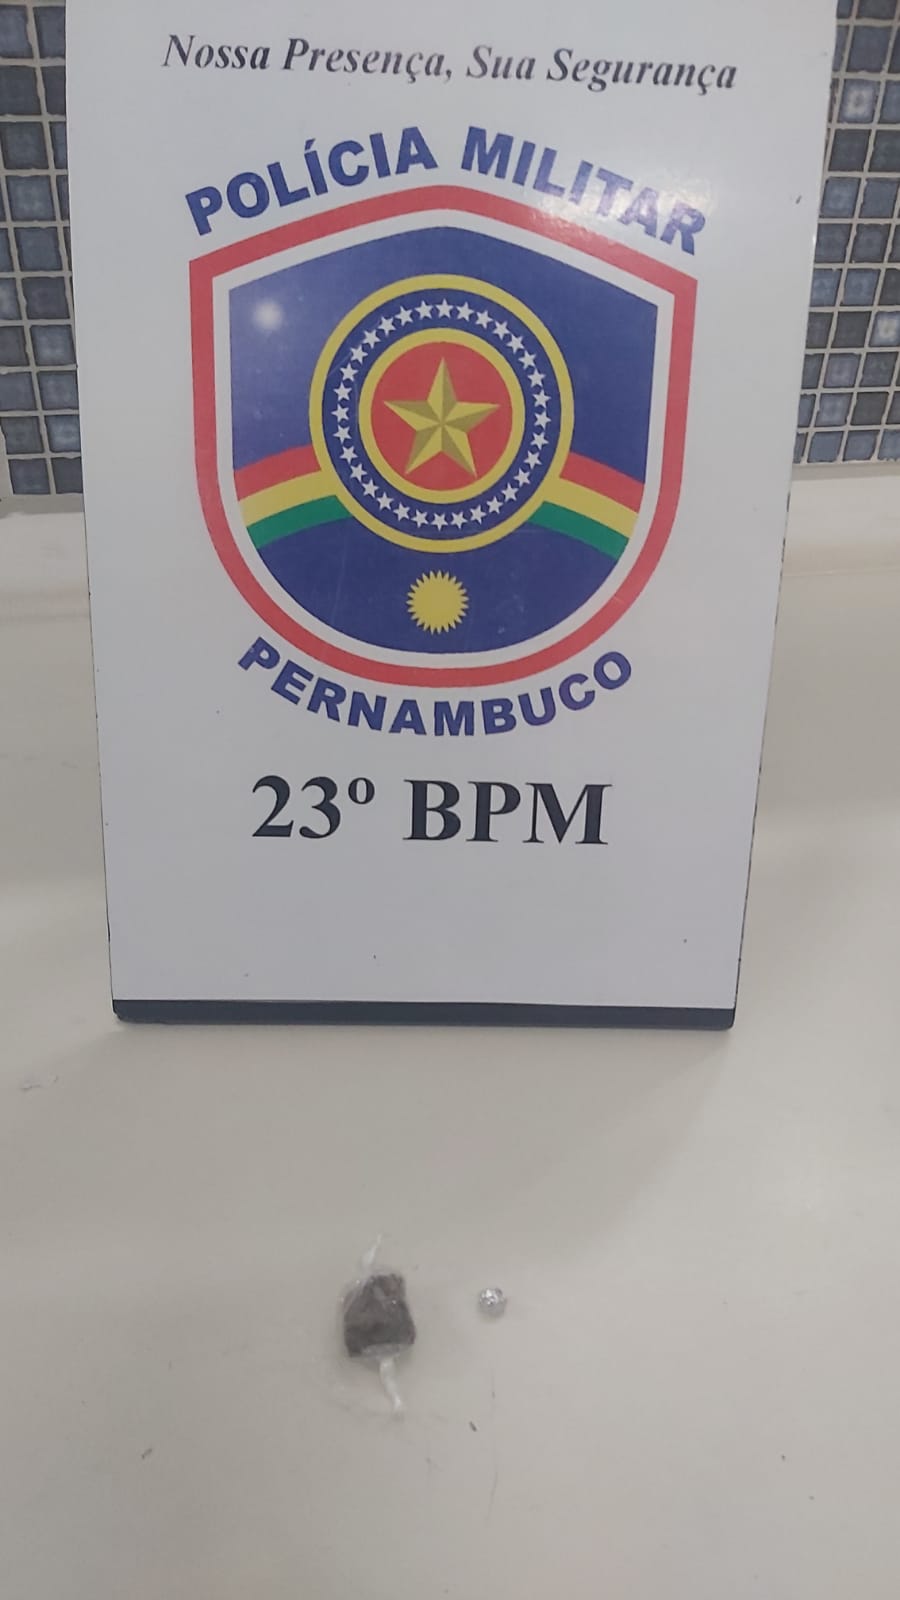 Nossa Presença, Sua Segurança
POLÍCIA MILITAR
PERNAMBUCO
23º BPM